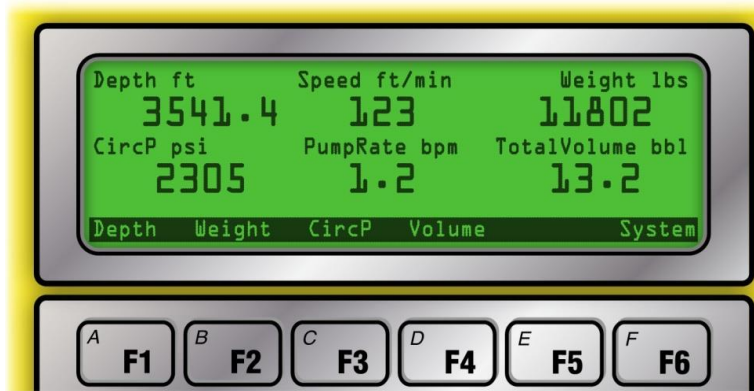 Depth ft Speed ft/min Weight lbs
3541.4 123 11802
CircP psi PumpRate bpm TotalVolume bbl
2305 1.2 13.2
Depth Weight CircP Volume System
A F1 B F2 C F3 D F4 E F5 F F6